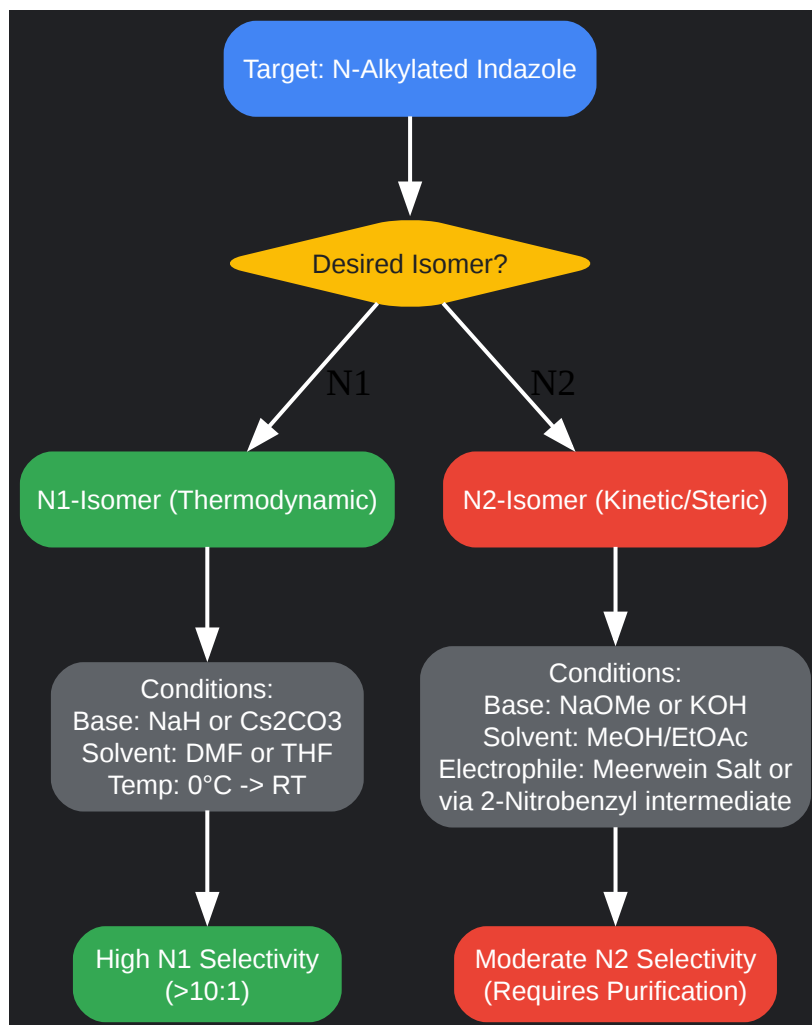 Target: N-Alkylated Indazole
Desired Isomer?
N1
N2
N1-Isomer (Thermodynamic)
N2-Isomer (Kinetic/Steric)
Conditions:
Base: NaH or Cs2CO3
Solvent: DMF or THF
Temp: 0°C -> RT
Conditions:
Base: NaOMe or KOH
Solvent: MeOH/EtOAc
Electrophile: Meerwein Salt or
via 2-Nitrobenzyl intermediate
High N1 Selectivity
(>10:1)
Moderate N2 Selectivity
(Requires Purification)